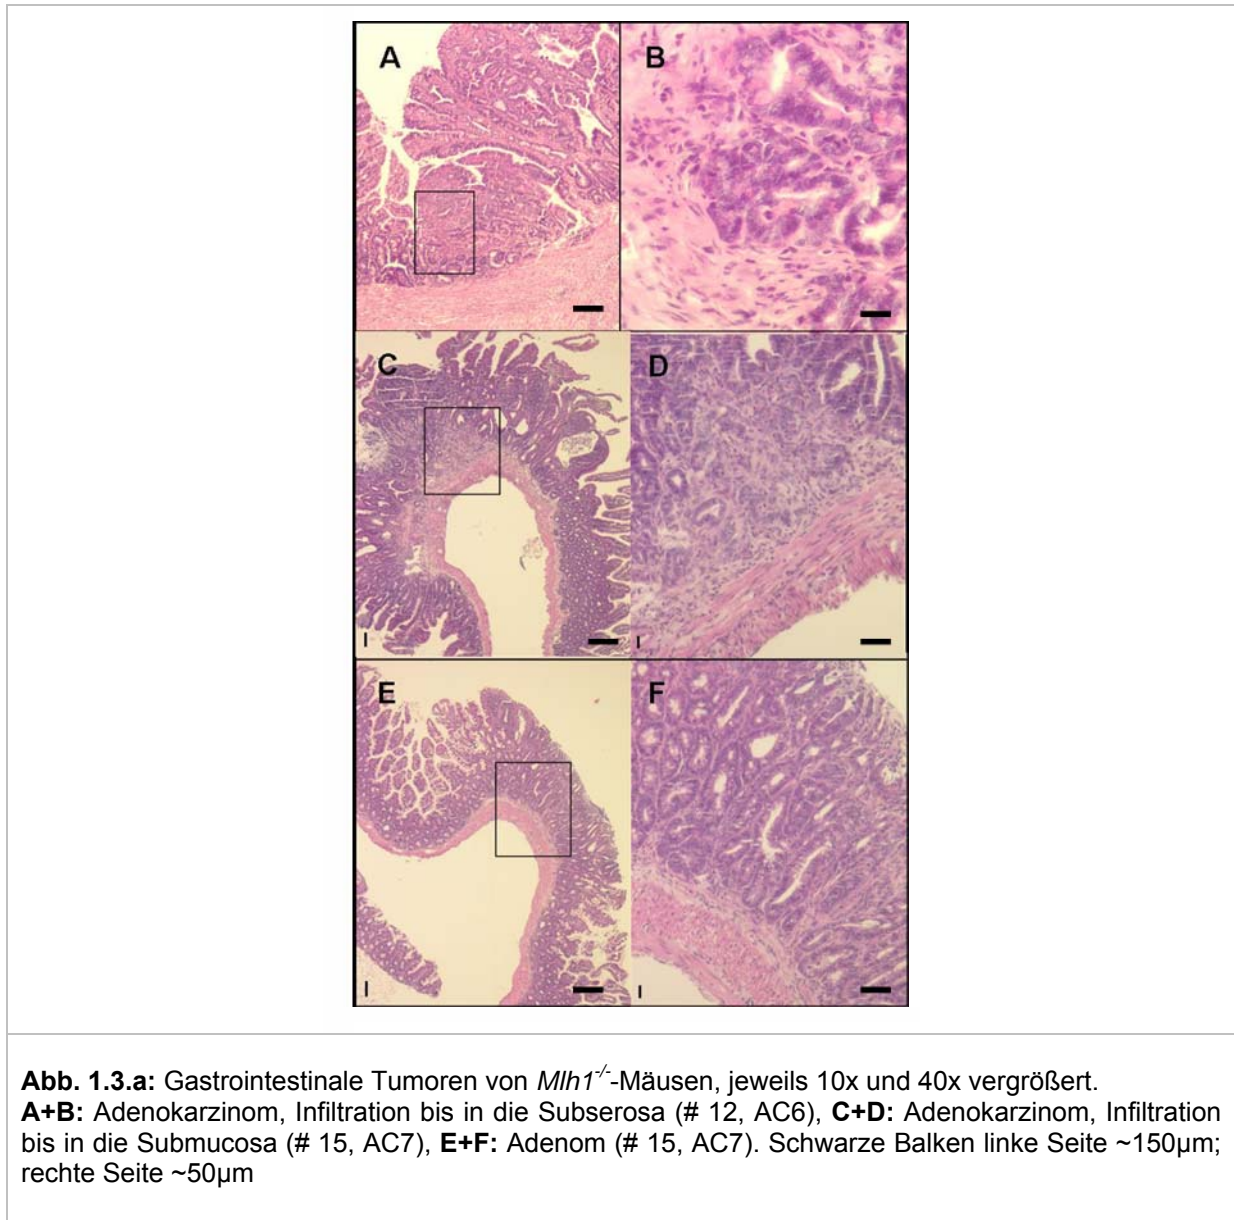 A
B
C
D
E
F
Abb. 1.3.a: Gastrointestinale Tumoren von Mlh1-/--Mäusen, jeweils 10x und 40x vergrößert.
A+B: Adenokarzinom, Infiltration bis in die Subserosa (# 12, AC6), C+D: Adenokarzinom, Infiltration
bis in die Submucosa (# 15, AC7), E+F: Adenom (# 15, AC7). Schwarze Balken linke Seite ~150µm;
rechte Seite ~50µm